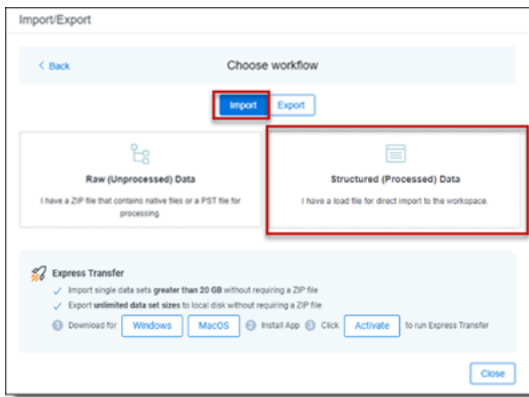 Import/Export
< Back
Choose workflow
Import Export
Raw (Unprocessed) Data
I have a ZIP file that contains native files or a PST file for
processing.
Structured (Processed) Data
I have a load file for direct import to the workspace.
Express Transfer
✓ Import single data sets greater than 20 GB without requiring a ZIP file
✓ Export unlimited data set sizes to local disk without requiring a ZIP file
1 Download for Windows MacOS 2 Install App 3 Click Activate to run Express Transfer
Close